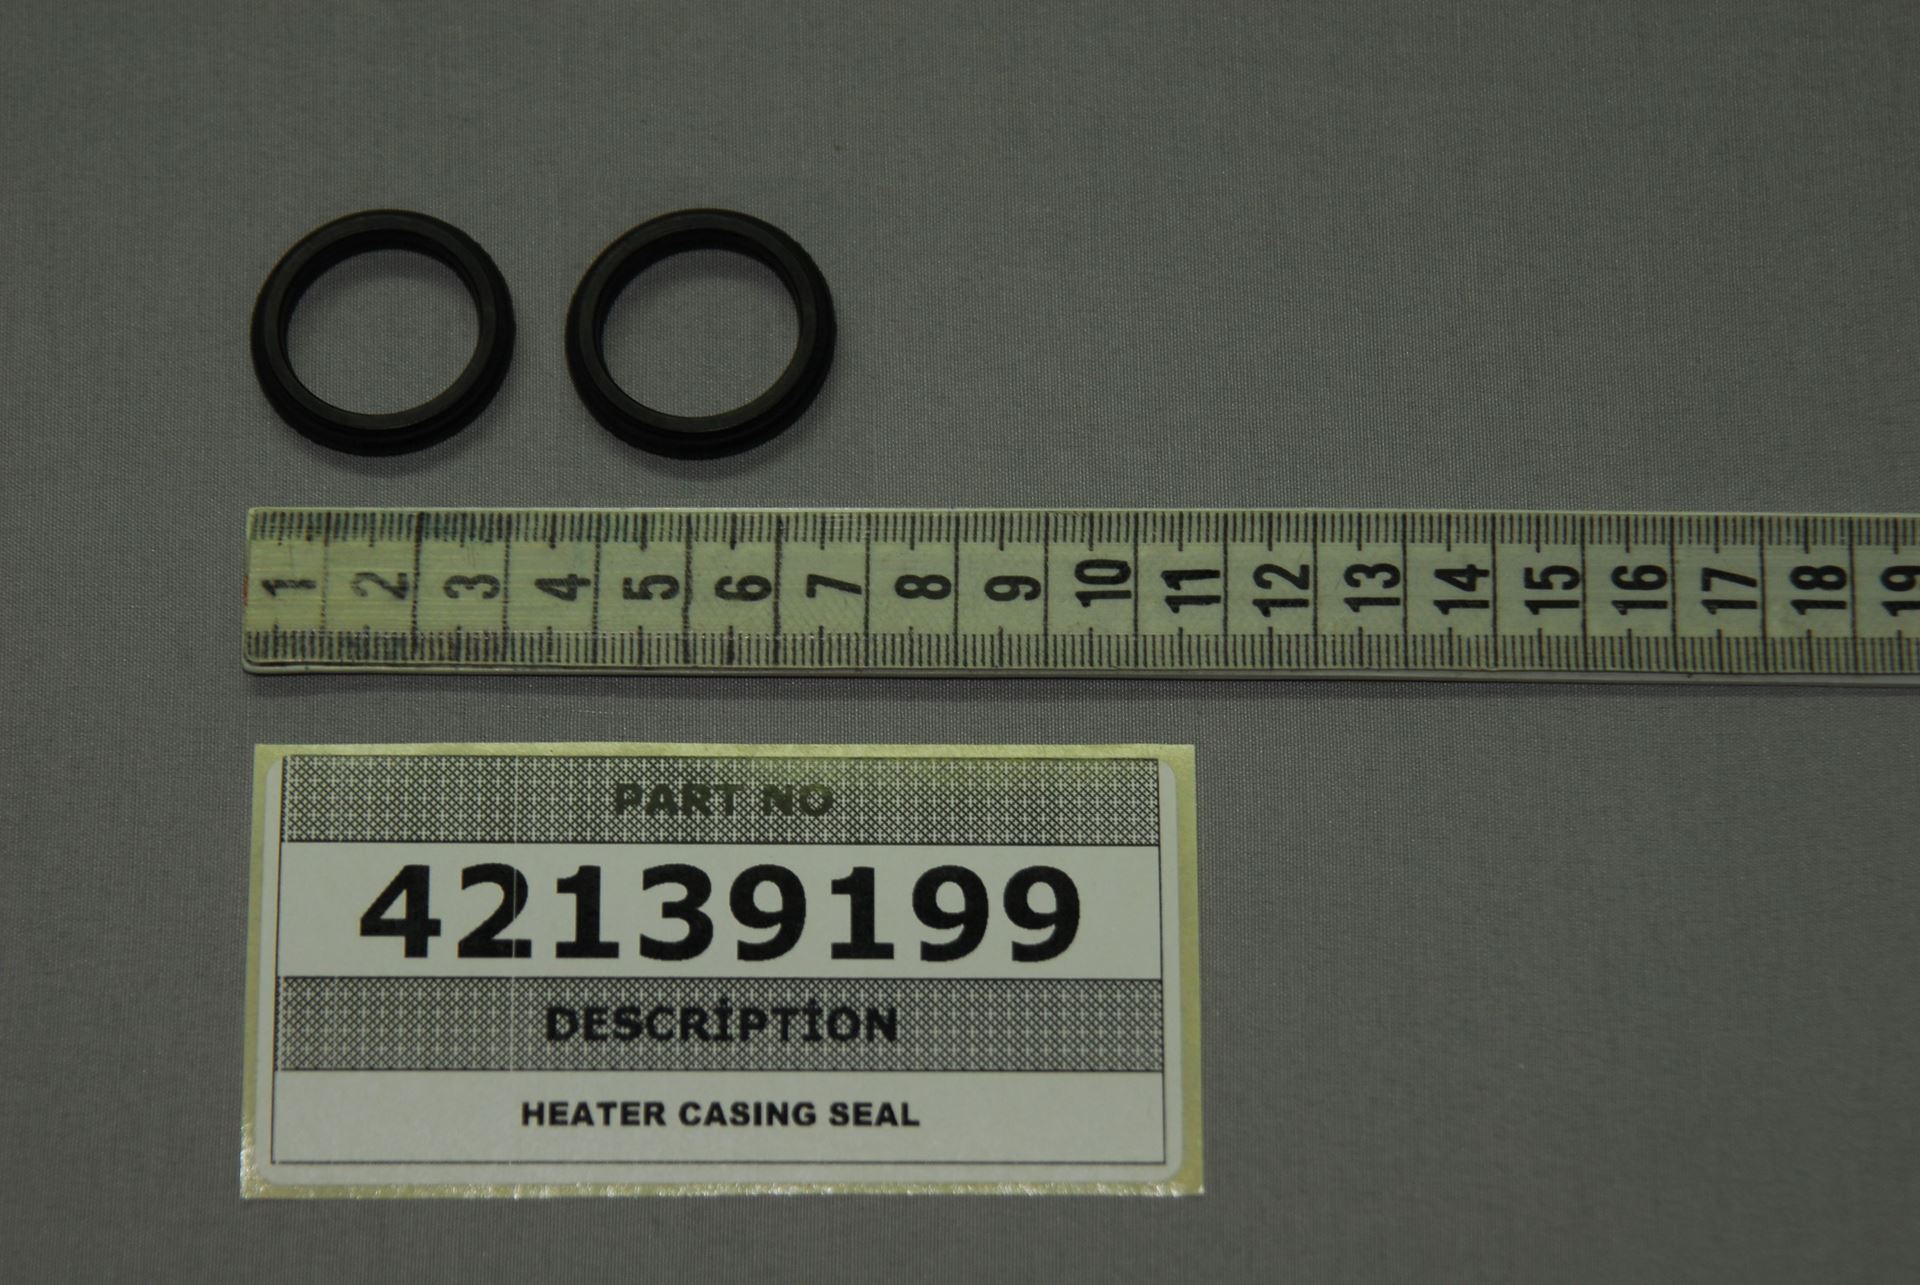 1 2 3 4 5 6 7 8 9 10 11 12 13 14 15 16 17 18 19
PART NO
42139199
DESCRİPTİON
HEATER CASING SEAL